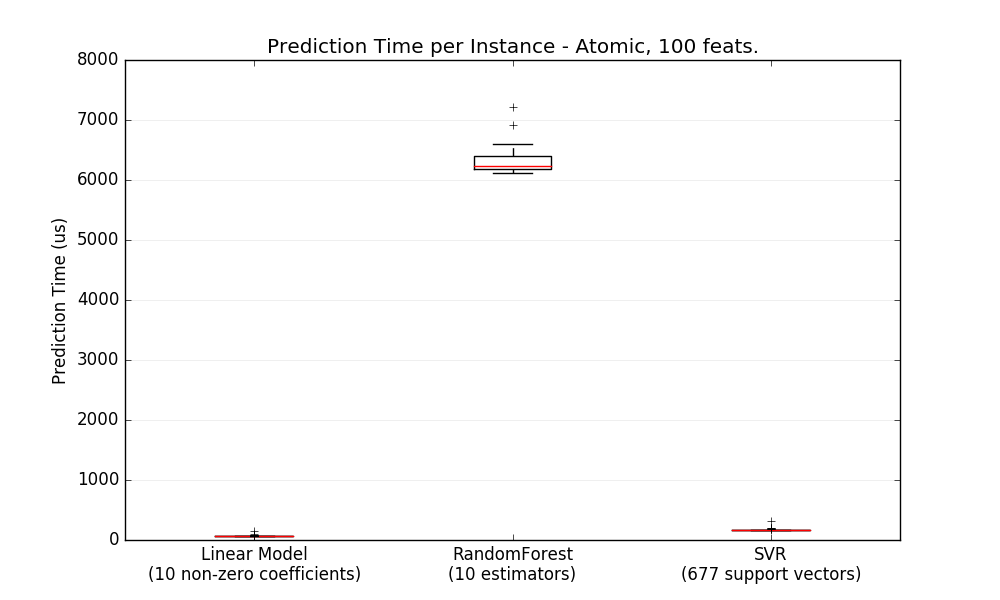 Prediction Time per Instance - Atomic, 100 feats.
8000
7000
6000
5000
4000
3000
2000
1000
0
Prediction Time (us)
Linear Model
(10 non-zero coefficients)
RandomForest
(10 estimators)
SVR
(677 support vectors)